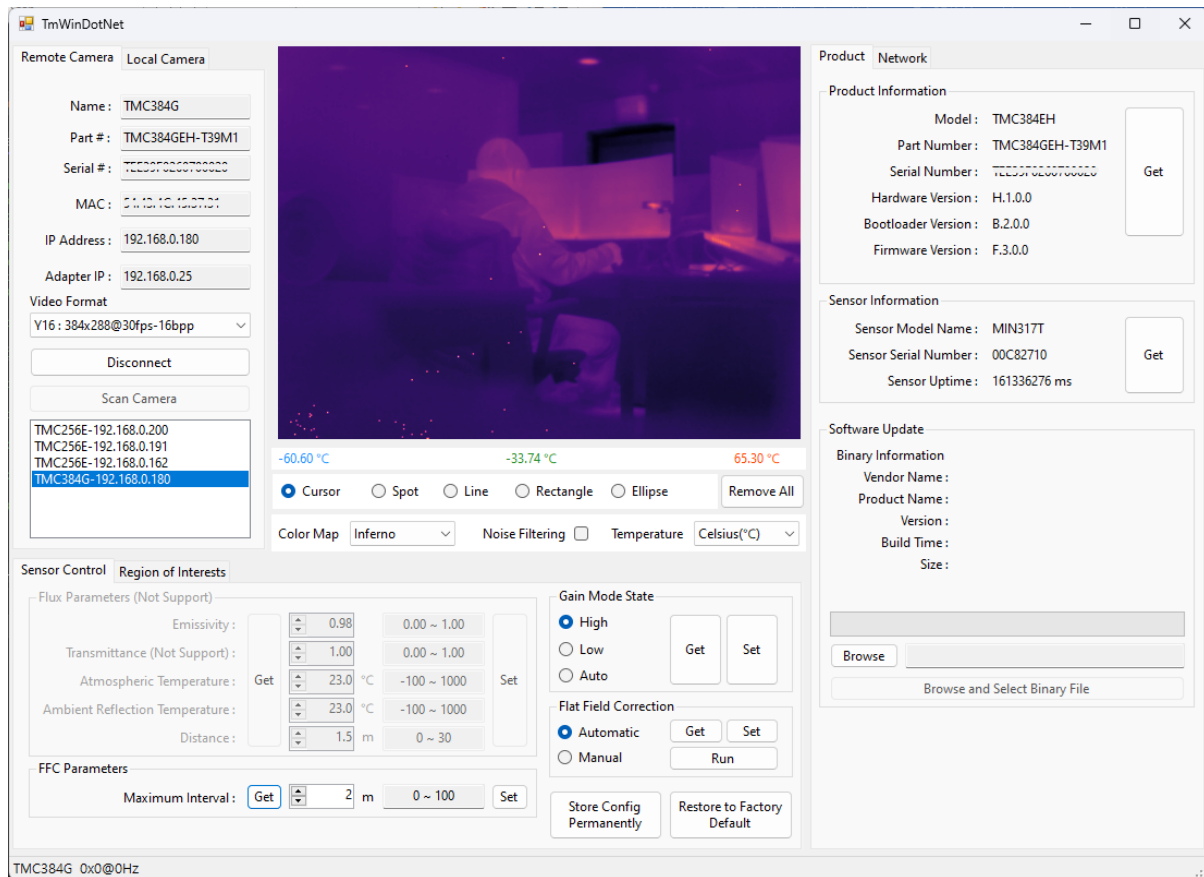 TmWinDotNet
Remote Camera Local Camera
Name : TMC384G
Part # : TMC384GEH-T39M1
Serial # :
MAC :
IP Address : 192.168.0.180
Adapter IP : 192.168.0.25
Video Format
Y16 : 384x288@30fps-16bpp
Disconnect
Scan Camera
TMC256E-192.168.0.200
TMC256E-192.168.0.191
TMC256E-192.168.0.162
TMC384G-192.168.0.180
-60.60 °C -33.74 °C 65.30 °C
Cursor Spot Line Rectangle Ellipse Remove All
Color Map Inferno Noise Filtering Temperature Celsius(°C)
Product Network
Product Information
Model : TMC384EH
Part Number : TMC384GEH-T39M1
Serial Number :
Hardware Version : H.1.0.0
Bootloader Version : B.2.0.0
Firmware Version : F.3.0.0
Get
Sensor Information
Sensor Model Name : MIN317T
Sensor Serial Number : 00C82710
Sensor Uptime : 161336276 ms
Get
Software Update
Binary Information
Vendor Name :
Product Name :
Version :
Build Time :
Size :
Browse
Browse and Select Binary File
Sensor Control Region of Interests
Flux Parameters (Not Support)
Emissivity : 0.98 0.00 ~ 1.00
Transmittance (Not Support) : 1.00 0.00 ~ 1.00
Atmospheric Temperature : Get 23.0 °C -100 ~ 1000 Set
Ambient Reflection Temperature : 23.0 °C -100 ~ 1000
Distance : 1.5 m 0 ~ 30
FFC Parameters
Maximum Interval : Get 2 m 0 ~ 100 Set
Gain Mode State
High
Low Get Set
Auto
Flat Field Correction
Automatic Get Set
Manual Run
Store Config Permanently
Restore to Factory Default
TMC384G 0x0@0Hz